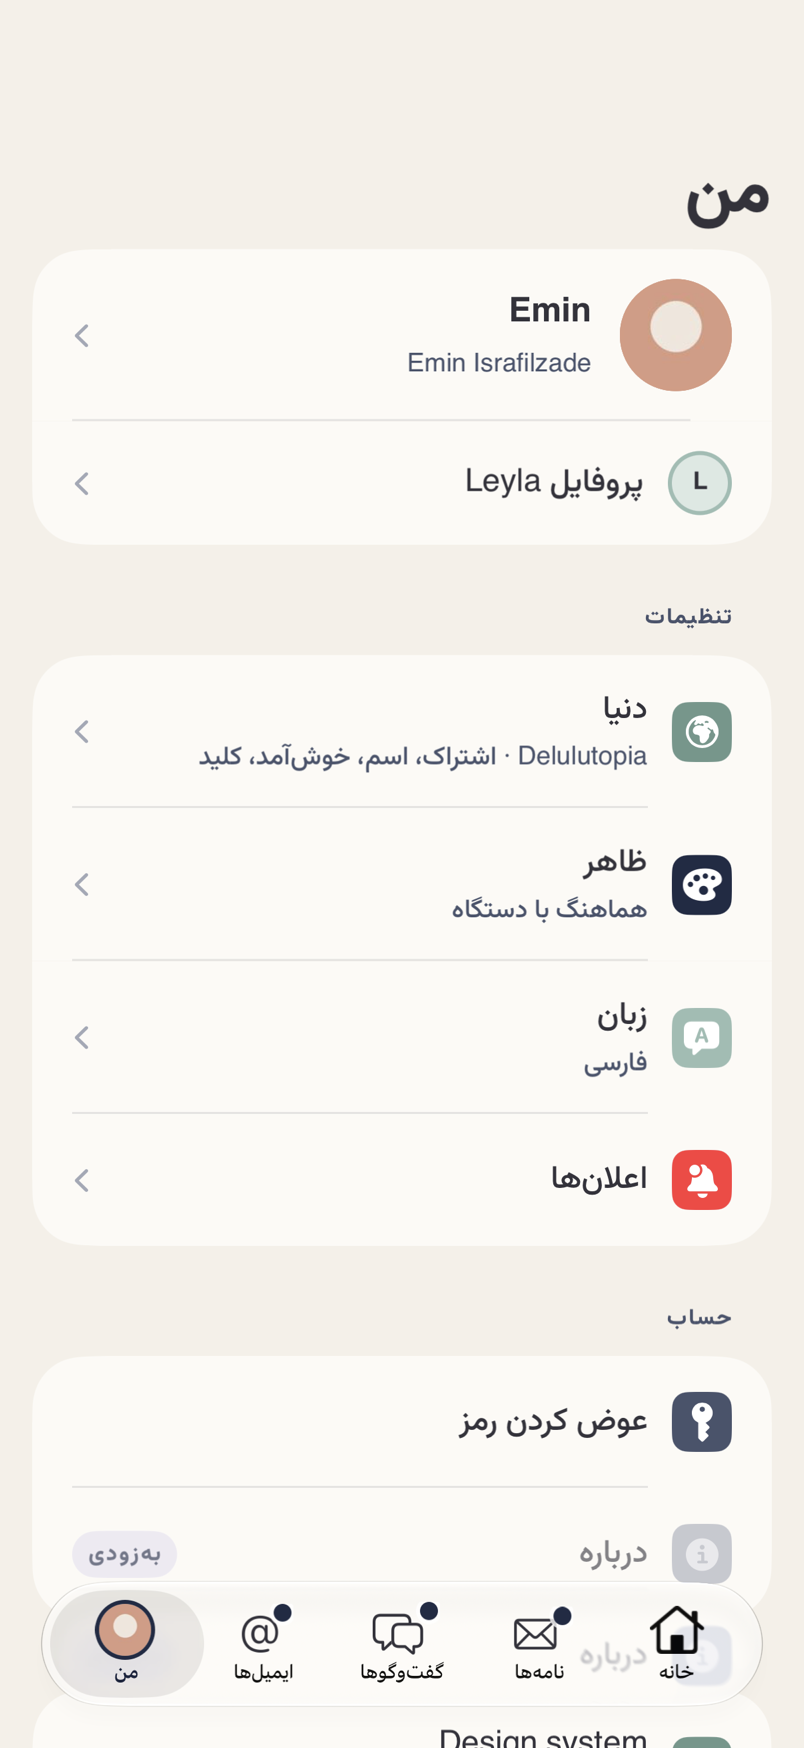 من
Emin
Emin Israfilzade
L
پروفایل Leyla
تنظیمات
دنیا
Delulutopia · اشتراک، اسم، خوش‌آمد، کلید
ظاهر
هماهنگ با دستگاه
زبان
فارسی
A
اعلان‌ها
حساب
عوض کردن رمز
درباره
به‌زودی
درباره
خانه
نامه‌ها
گفت‌وگوها
@
ایمیل‌ها
من
Design system